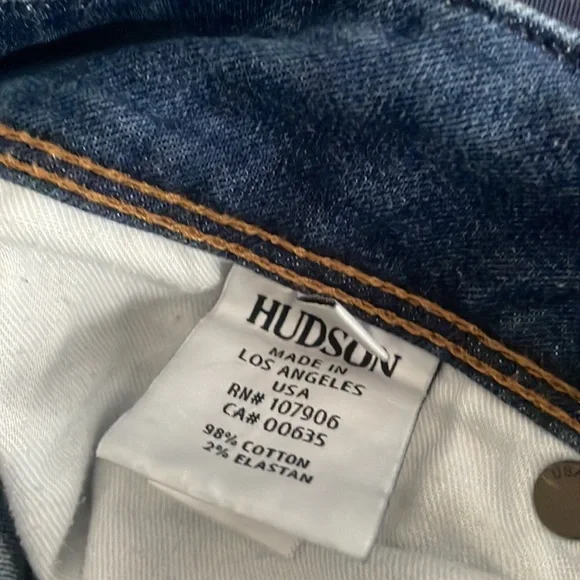 HUDSON
MADE IN
LOS ANGELES
USA
RN# 107906
CA# 00635
98% COTTON
2% ELASTAN